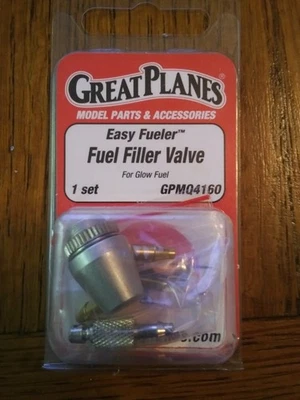 GREAT PLANES®
MODEL PARTS & ACCESSORIES
Easy Fueler™
Fuel Filler Valve
For Glow Fuel
1 set GPMQ4160
.com